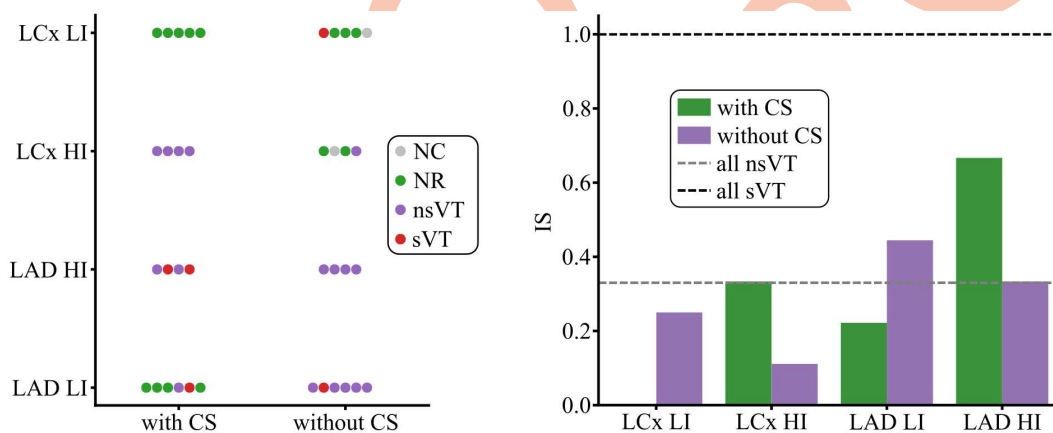 LCx LI
LCx HI
LAD HI
LAD LI
with CS
without CS
NC
NR
nsVT
sVT
IS
1.0
0.8
0.6
0.4
0.2
0.0
with CS
without CS
all nsVT
all sVT
LCx LI
LCx HI
LAD LI
LAD HI